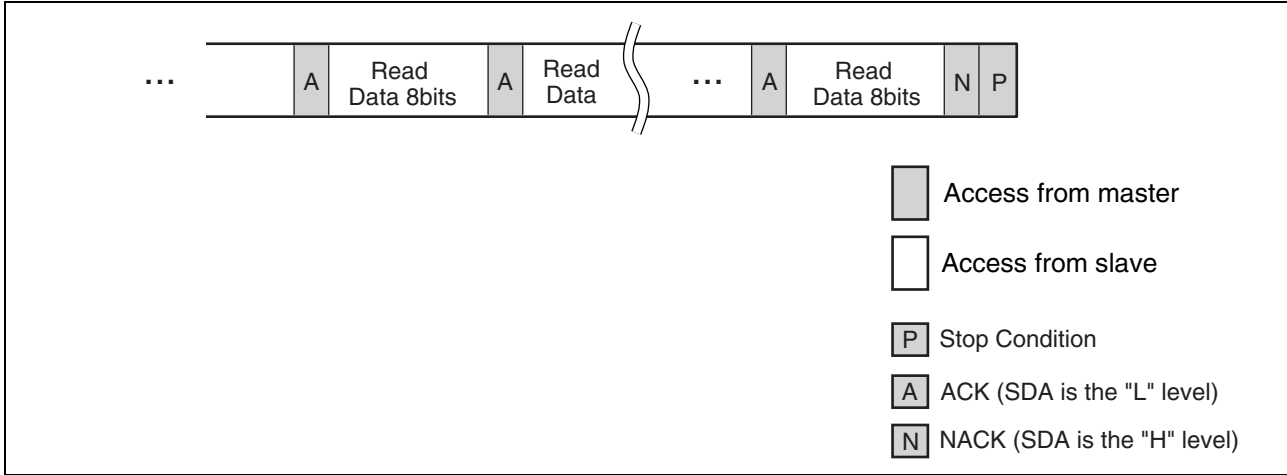 ... A Read Data 8bits A Read Data ... A Read Data 8bits N P
Access from master
Access from slave
P Stop Condition
A ACK (SDA is the "L" level)
N NACK (SDA is the "H" level)